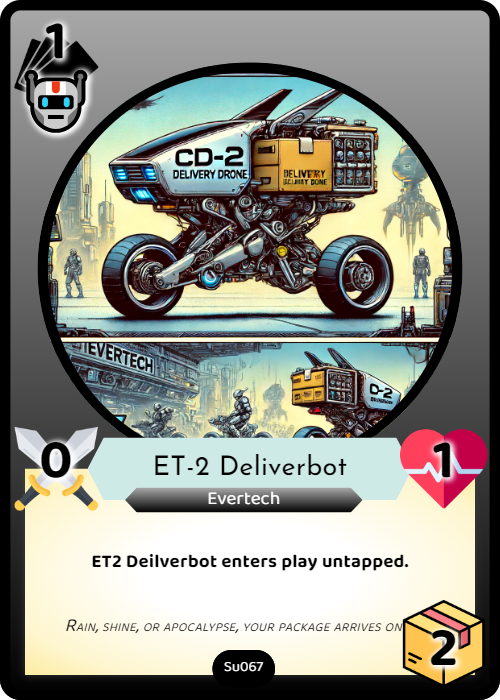 1
CD-2
DELIVERY DRONE
DELIVERY
EVERTECH
D-2
0
ET-2 Deliverbot
1
Evertech
ET2 Deilverbot enters play untapped.
Rain, shine, or apocalypse, your package arrives on
2
Su067